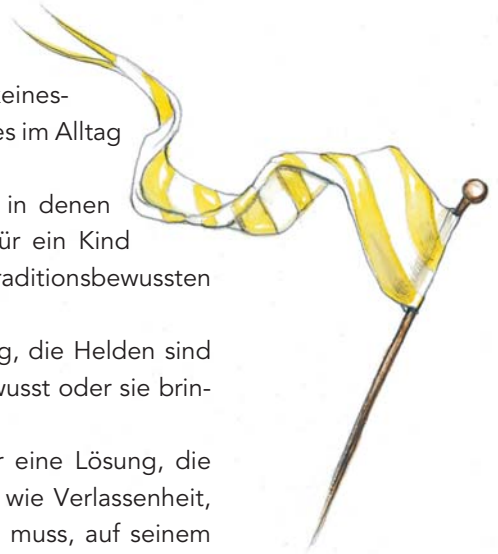 keines-
es im Alltag
in denen
ür ein Kind
raditionsbewussten
g, die Helden sind
wusst oder sie brin-
r eine Lösung, die
wie Verlassenheit,
muss, auf seinem